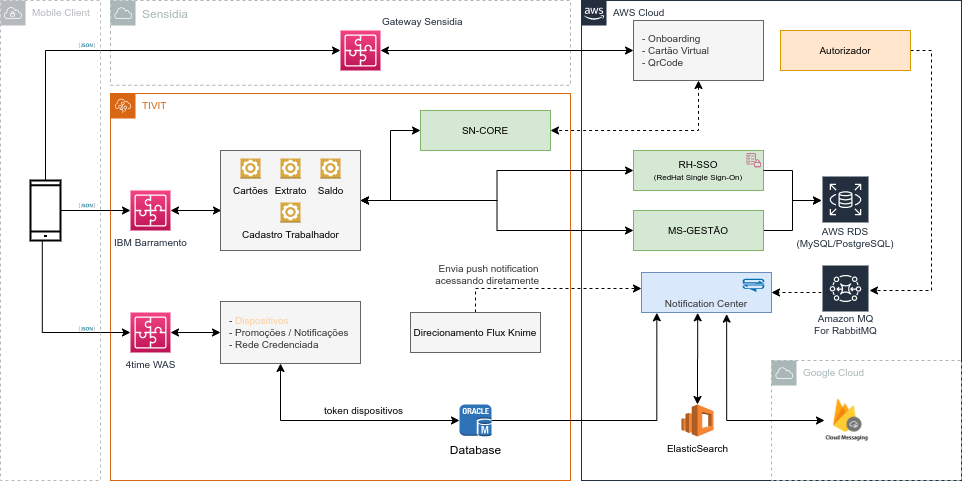 Mobile Client
Sensidia
aws
AWS Cloud
Gateway Sensidia
{JSON}
- Onboarding
- Cartão Virtual
- QrCode
Autorizador
TIVIT
SN-CORE
Cartões
Extrato
Saldo
Cadastro Trabalhador
RH-SSO
(RedHat Single Sign-On)
MS-GESTÃO
AWS RDS
(MySQL/PostgreSQL)
{JSON}
IBM Barramento
Envia push notification
acessando diretamente
Notification Center
Amazon MQ
For RabbitMQ
{JSON}
4time WAS
- Dispositivos
- Promoções / Notificações
- Rede Credenciada
Direcionamento Flux Knime
Google Cloud
token dispositivos
ORACLE
M
Database
ElasticSearch
Cloud Messaging